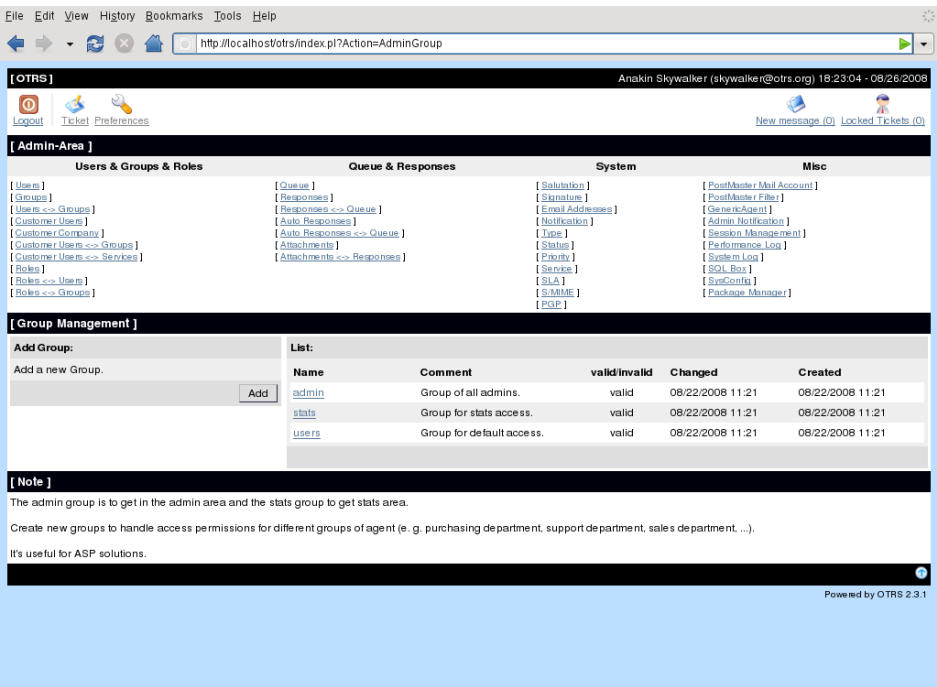 File Edit View History Bookmarks Tools Help
http://localhost/otrs/index.pl?Action=AdminGroup
[ OTRS ] Anakin Skywalker (skywalker@otrs.org) 18:23:04 - 08/26/2008
Logout Ticket Preferences New message (0) Locked Tickets (0)
[ Admin-Area ]
Users & Groups & Roles Queue & Responses System Misc
[ Users ] [ Queue ] [ Salutation ] [ PostMaster Mail Account ]
[ Groups ] [ Responses ] [ Signature ] [ PostMaster Filter ]
[ Users <-> Groups ] [ Responses <-> Queue ] [ Email Addresses ] [ GenericAgent ]
[ Customer Users ] [ Auto Responses ] [ Notification ] [ Admin Notification ]
[ Customer Company ] [ Auto Responses <-> Queue ] [ Type ] [ Session Management ]
[ Customer Users <-> Groups ] [ Attachments ] [ Status ] [ Performance Log ]
[ Customer Users <-> Services ] [ Attachments <-> Responses ] [ Priority ] [ System Log ]
[ Roles ] [ Service ] [ SQL Box ]
[ Roles <-> Users ] [ SLA ] [ SysConfig ]
[ Roles <-> Groups ] [ S/MIME ] [ Package Manager ]
[ PGP ]
[ Group Management ]
Add Group: List:
Add a new Group.
Add
Name Comment valid/invalid Changed Created
admin Group of all admins. valid 08/22/2008 11:21 08/22/2008 11:21
stats Group for stats access. valid 08/22/2008 11:21 08/22/2008 11:21
users Group for default access. valid 08/22/2008 11:21 08/22/2008 11:21
[ Note ]
The admin group is to get in the admin area and the stats group to get stats area.
Create new groups to handle access permissions for different groups of agent (e. g. purchasing department, support department, sales department, ...).
It's useful for ASP solutions.
Powered by OTRS 2.3.1